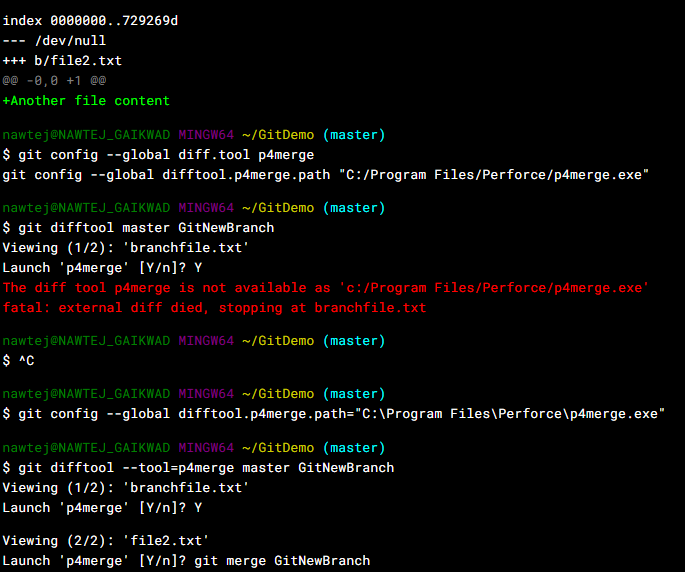 index 0000000..729269d
--- /dev/null
+++ b/file2.txt
@@ -0,0 +1 @@
+Another file content
nawtej@NAWTEJ_GAIKWAD MINGW64 ~/GitDemo (master)
$ git config --global diff.tool p4merge
git config --global difftool.p4merge.path "C:/Program Files/Perforce/p4merge.exe"
nawtej@NAWTEJ_GAIKWAD MINGW64 ~/GitDemo (master)
$ git difftool master GitNewBranch
Viewing (1/2): 'branchfile.txt'
Launch 'p4merge' [Y/n]? Y
The diff tool p4merge is not available as 'c:/Program Files/Perforce/p4merge.exe'
fatal: external diff died, stopping at branchfile.txt
nawtej@NAWTEJ_GAIKWAD MINGW64 ~/GitDemo (master)
$ ^C
nawtej@NAWTEJ_GAIKWAD MINGW64 ~/GitDemo (master)
$ git config --global difftool.p4merge.path="C:\Program Files\Perforce\p4merge.exe"
nawtej@NAWTEJ_GAIKWAD MINGW64 ~/GitDemo (master)
$ git difftool --tool=p4merge master GitNewBranch
Viewing (1/2): 'branchfile.txt'
Launch 'p4merge' [Y/n]? Y
Viewing (2/2): 'file2.txt'
Launch 'p4merge' [Y/n]? git merge GitNewBranch